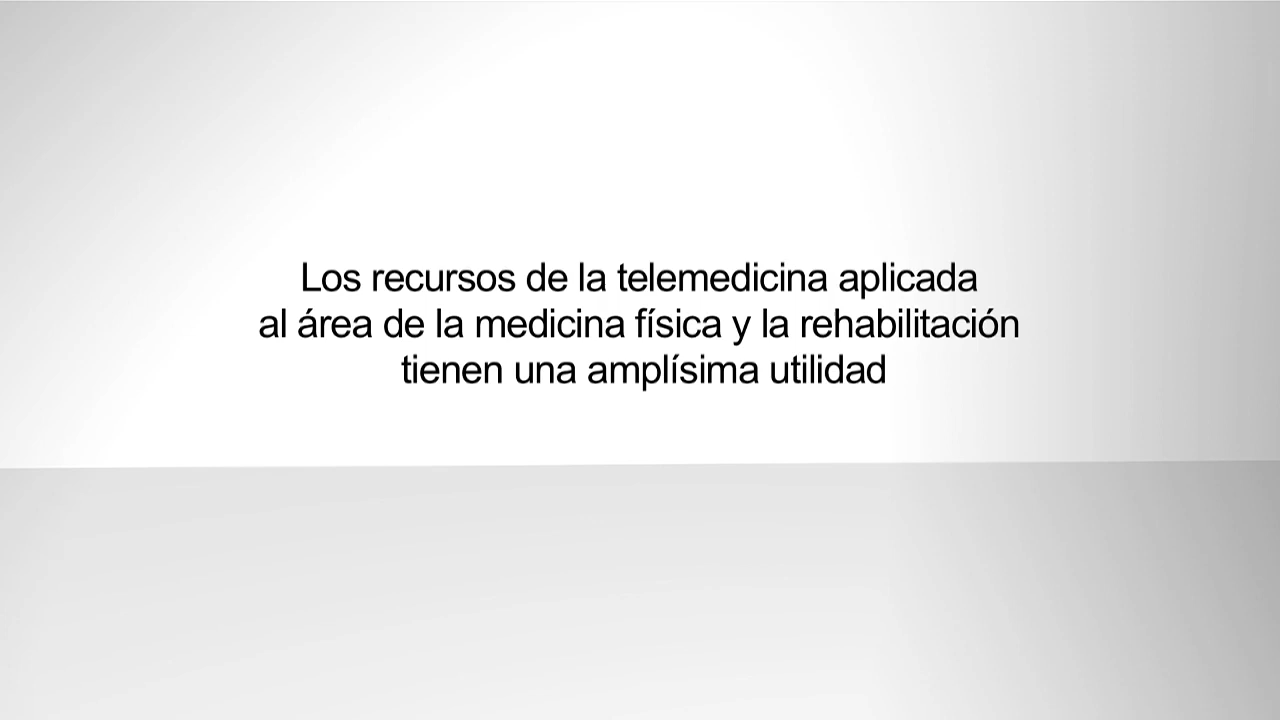 Los recursos de la telemedicina aplicada
al área de la medicina física y la rehabilitación
tienen una amplísima utilidad